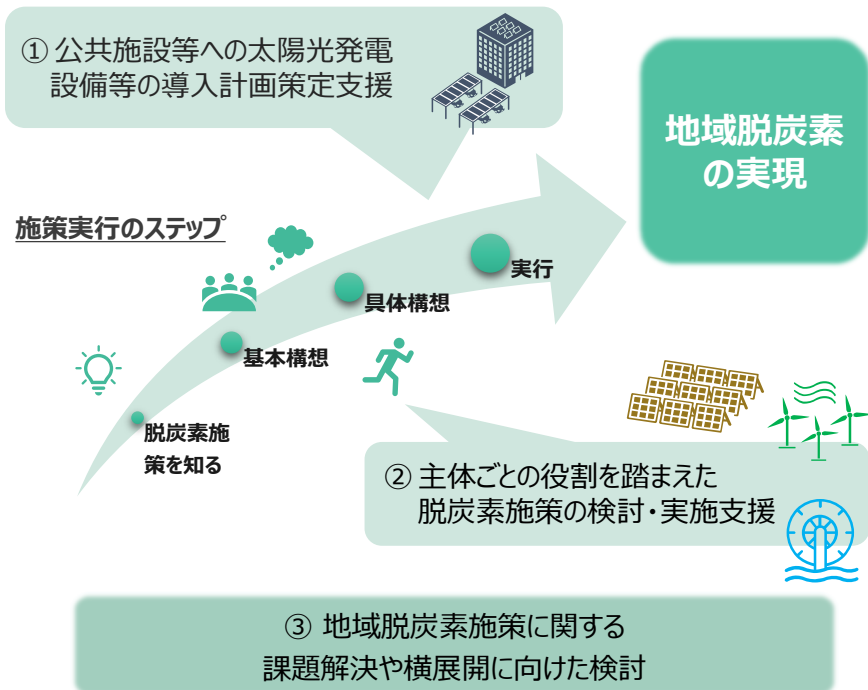 ① 公共施設等への太陽光発電
設備等の導入計画策定支援
地域脱炭素
の実現
施策実行のステップ
実行
具体構想
基本構想
脱炭素施
策を知る
② 主体ごとの役割を踏まえた
脱炭素施策の検討・実施支援
③ 地域脱炭素施策に関する
課題解決や横展開に向けた検討